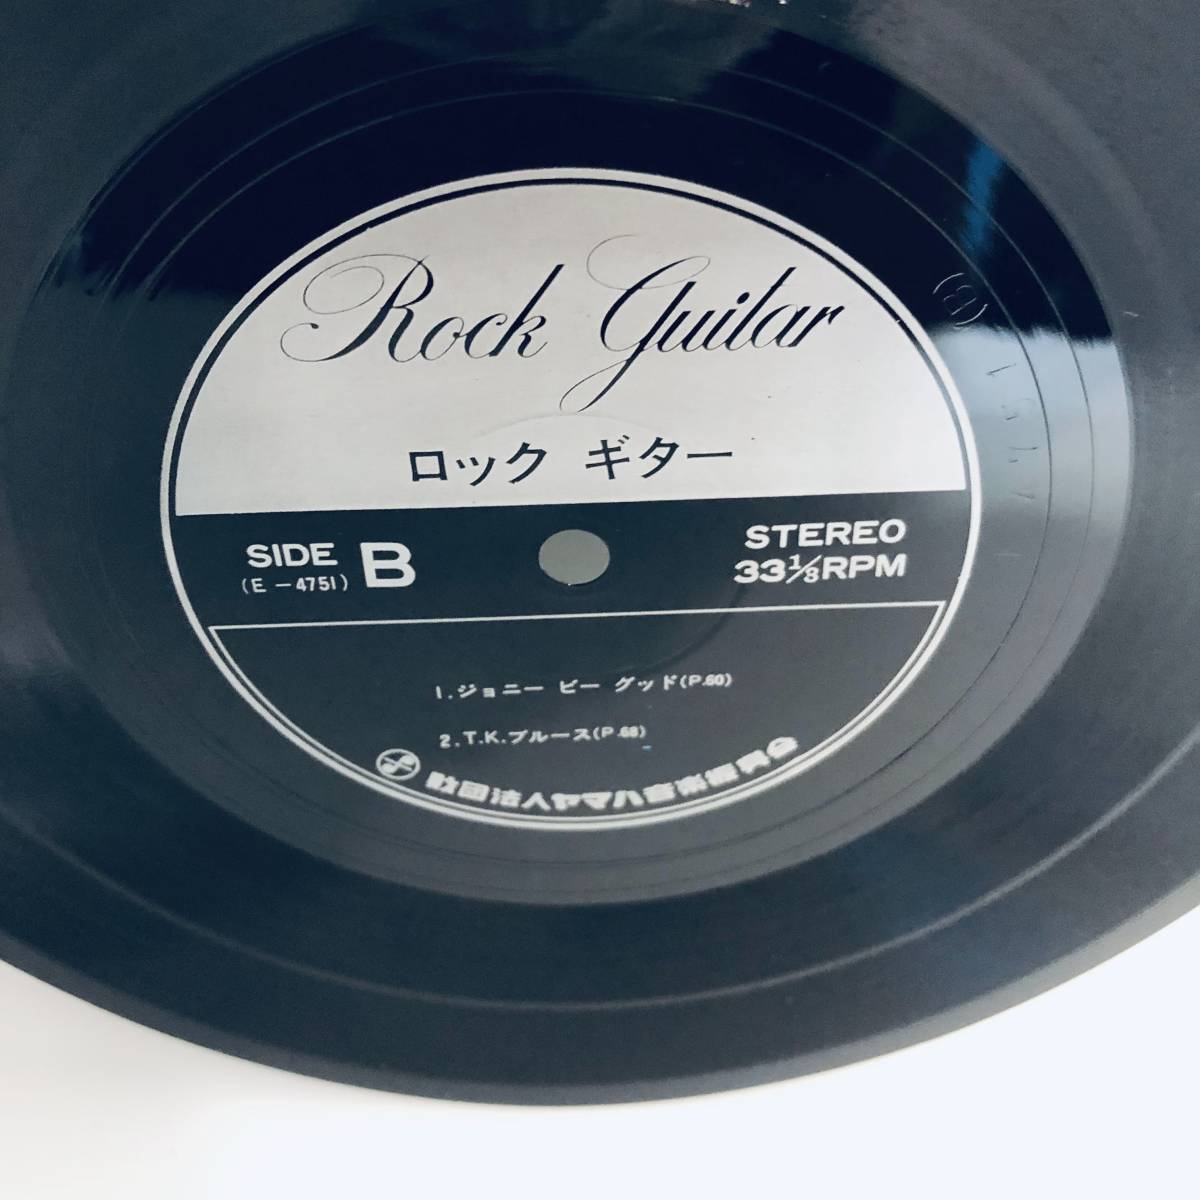 Rock Guitar
ロック ギター
SIDE B
(E-4751)
STEREO
33⅓RPM
1.ジョニー ビー グッド(P.60)
2.T.K.ブルース(P.68)
財団法人ヤマハ音楽振興会